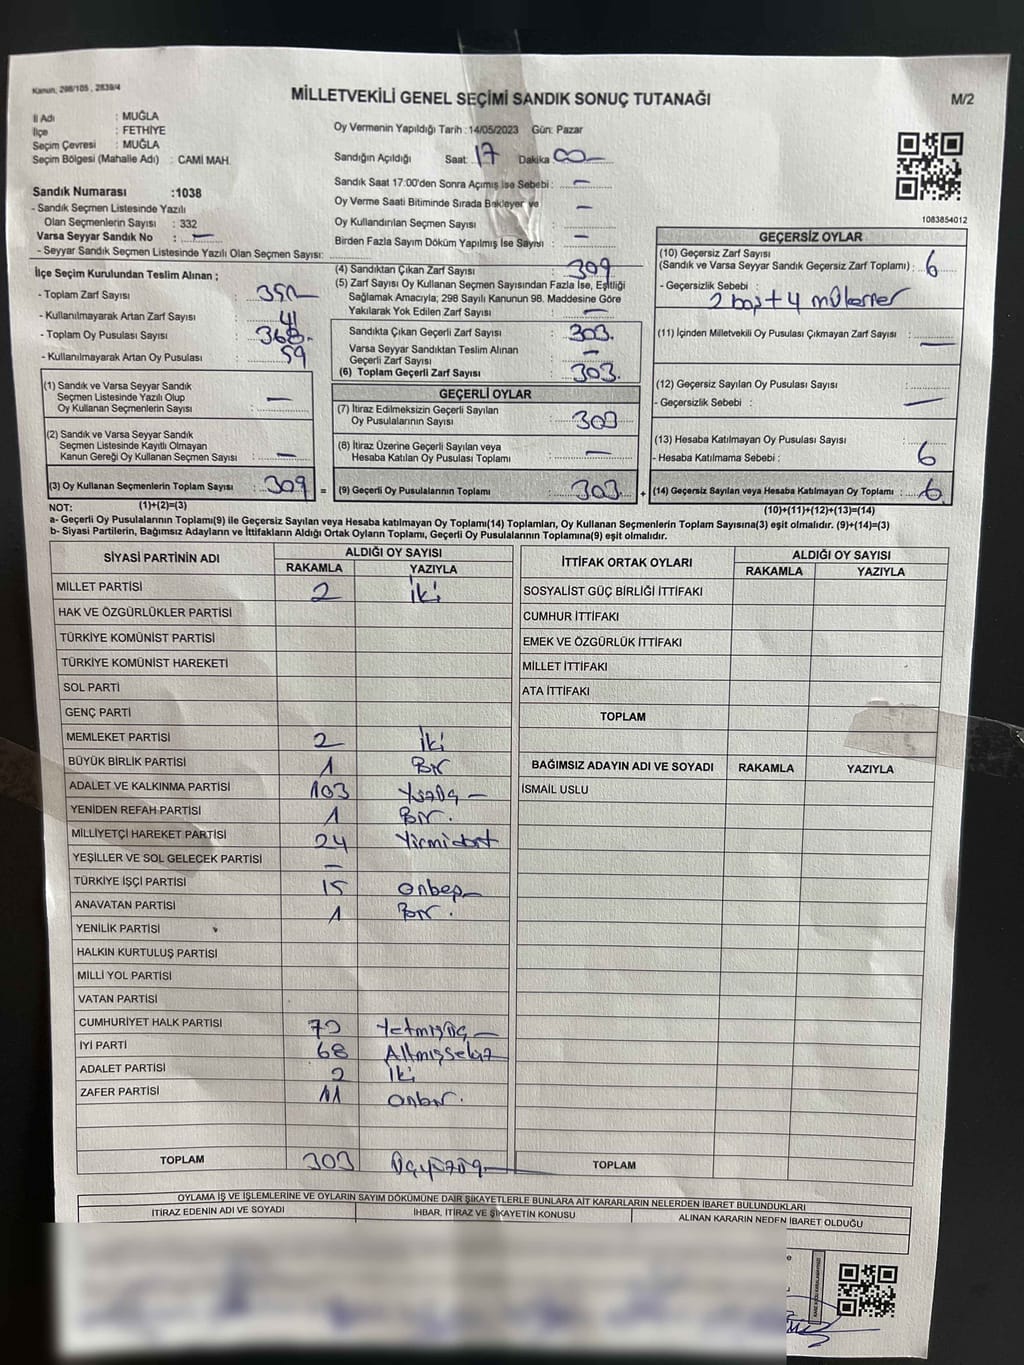 Kanun, 298/105 , 2839/4
MİLLETVEKİLİ GENEL SEÇİMİ SANDIK SONUÇ TUTANAĞI
M/2
İl Adı : MUĞLA
İlçe : FETHİYE
Seçim Çevresi : MUĞLA
Seçim Bölgesi (Mahalle Adı) : CAMİ MAH.
Sandık Numarası :1038
- Sandık Seçmen Listesinde Yazılı
Olan Seçmenlerin Sayısı : 332
Varsa Seyyar Sandık No : —
- Seyyar Sandık Seçmen Listesinde Yazılı Olan Seçmen Sayısı:
Oy Vermenin Yapıldığı Tarih :14/05/2023 Gün: Pazar
Sandığın Açıldığı Saat: 17 Dakika 00
Sandık Saat 17:00'den Sonra Açımış İse Sebebi : —
Oy Verme Saati Bitiminde Sırada Bekleyer ve —
Oy Kullandırılan Seçmen Sayısı
Birden Fazla Sayım Döküm Yapılmış İse Sayısı : —
1083854012
İlçe Seçim Kurulundan Teslim Alınan ;
- Toplam Zarf Sayısı :
- Kullanılmayarak Artan Zarf Sayısı : 41
- Toplam Oy Pusulası Sayısı : 368.
- Kullanılmayarak Artan Oy Pusulası : 59
(1) Sandık ve Varsa Seyyar Sandık
Seçmen Listesinde Yazılı Olup
Oy Kullanan Seçmenlerin Sayısı : —
(2) Sandık ve Varsa Seyyar Sandık
Seçmen Listesinde Kayıtlı Olmayan
Kanun Gereği Oy Kullanan Seçmen Sayısı : —
(3) Oy Kullanan Seçmenlerin Toplam Sayısı : 309 =
(1)+(2)=(3)
(4) Sandıktan Çıkan Zarf Sayısı : 309
(5) Zarf Sayısı Oy Kullanan Seçmen Sayısından Fazla İse, Eşitliği
Sağlamak Amacıyla; 298 Sayılı Kanunun 98. Maddesine Göre
Yakılarak Yok Edilen Zarf Sayısı : —
Sandıkta Çıkan Geçerli Zarf Sayısı : 303.
Varsa Seyyar Sandıktan Teslim Alınan
Geçerli Zarf Sayısı : —
(6) Toplam Geçerli Zarf Sayısı : 303.
GEÇERLİ OYLAR
(7) İtiraz Edilmeksizin Geçerli Sayılan
Oy Pusulalarının Sayısı : 303
(8) İtiraz Üzerine Geçerli Sayılan veya
Hesaba Katılan Oy Pusulası Toplamı : —
(9) Geçerli Oy Pusulalarının Toplamı : 303 +
GEÇERSİZ OYLAR
(10) Geçersiz Zarf Sayısı
(Sandık ve Varsa Seyyar Sandık Geçersiz Zarf Toplamı) : 6
- Geçersizlik Sebebi :
2 boş + 4 mükerrer
(11) İçinden Milletvekili Oy Pusulası Çıkmayan Zarf Sayısı : —
(12) Geçersiz Sayılan Oy Pusulası Sayısı :
- Geçersizlik Sebebi : —
(13) Hesaba Katılmayan Oy Pusulası Sayısı :
- Hesaba Katılmama Sebebi : 6
(14) Geçersiz Sayılan veya Hesaba Katılmayan Oy Toplamı : 6.
(10)+(11)+(12)+(13)=(14)
NOT:
a- Geçerli Oy Pusulalarının Toplamı(9) ile Geçersiz Sayılan veya Hesaba katılmayan Oy Toplamı(14) Toplamları, Oy Kullanan Seçmenlerin Toplam Sayısına(3) eşit olmalıdır. (9)+(14)=(3)
b- Siyasi Partilerin, Bağımsız Adayların ve İttifakların Aldığı Ortak Oyların Toplamı, Geçerli Oy Pusulalarının Toplamına(9) eşit olmalıdır.
SİYASİ PARTİNİN ADI ALDIĞI OY SAYISI
RAKAMLA YAZIYLA
MİLLET PARTİSİ 2 İki
HAK VE ÖZGÜRLÜKLER PARTİSİ
TÜRKİYE KOMÜNİST PARTİSİ
TÜRKİYE KOMÜNİST HAREKETİ
SOL PARTİ
GENÇ PARTİ
MEMLEKET PARTİSİ 2 İki
BÜYÜK BİRLİK PARTİSİ 1 Bir
ADALET VE KALKINMA PARTİSİ 103 Yüzüç —
YENİDEN REFAH PARTİSİ 1 Bir.
MİLLİYETÇİ HAREKET PARTİSİ 24 Yirmidört
YEŞİLLER VE SOL GELECEK PARTİSİ —
TÜRKİYE İŞÇİ PARTİSİ 15 Onbeş
ANAVATAN PARTİSİ 1 Bir.
YENİLİK PARTİSİ
HALKIN KURTULUŞ PARTİSİ
MİLLİ YOL PARTİSİ
VATAN PARTİSİ
CUMHURİYET HALK PARTİSİ 73 Yetmişüç —
İYİ PARTİ 68 Altmışsekiz
ADALET PARTİSİ 2 İki
ZAFER PARTİSİ 11 Onbir.
TOPLAM 303 Üçyüzüç
İTTİFAK ORTAK OYLARI ALDIĞI OY SAYISI
RAKAMLA YAZIYLA
SOSYALİST GÜÇ BİRLİĞİ İTTİFAKI
CUMHUR İTTİFAKI
EMEK VE ÖZGÜRLÜK İTTİFAKI
MİLLET İTTİFAKI
ATA İTTİFAKI
TOPLAM
BAĞIMSIZ ADAYIN ADI VE SOYADI RAKAMLA YAZIYLA
İSMAİL USLU
TOPLAM
OYLAMA İŞ VE İŞLEMLERİNE VE OYLARIN SAYIM DÖKÜMÜNE DAİR ŞİKAYETLERLE BUNLARA AİT KARARLARIN NELERDEN İBARET BULUNDUKLARI
İTİRAZ EDENİN ADI VE SOYADI İHBAR, İTİRAZ VE ŞİKAYETİN KONUSU ALINAN KARARIN NEDEN İBARET OLDUĞU